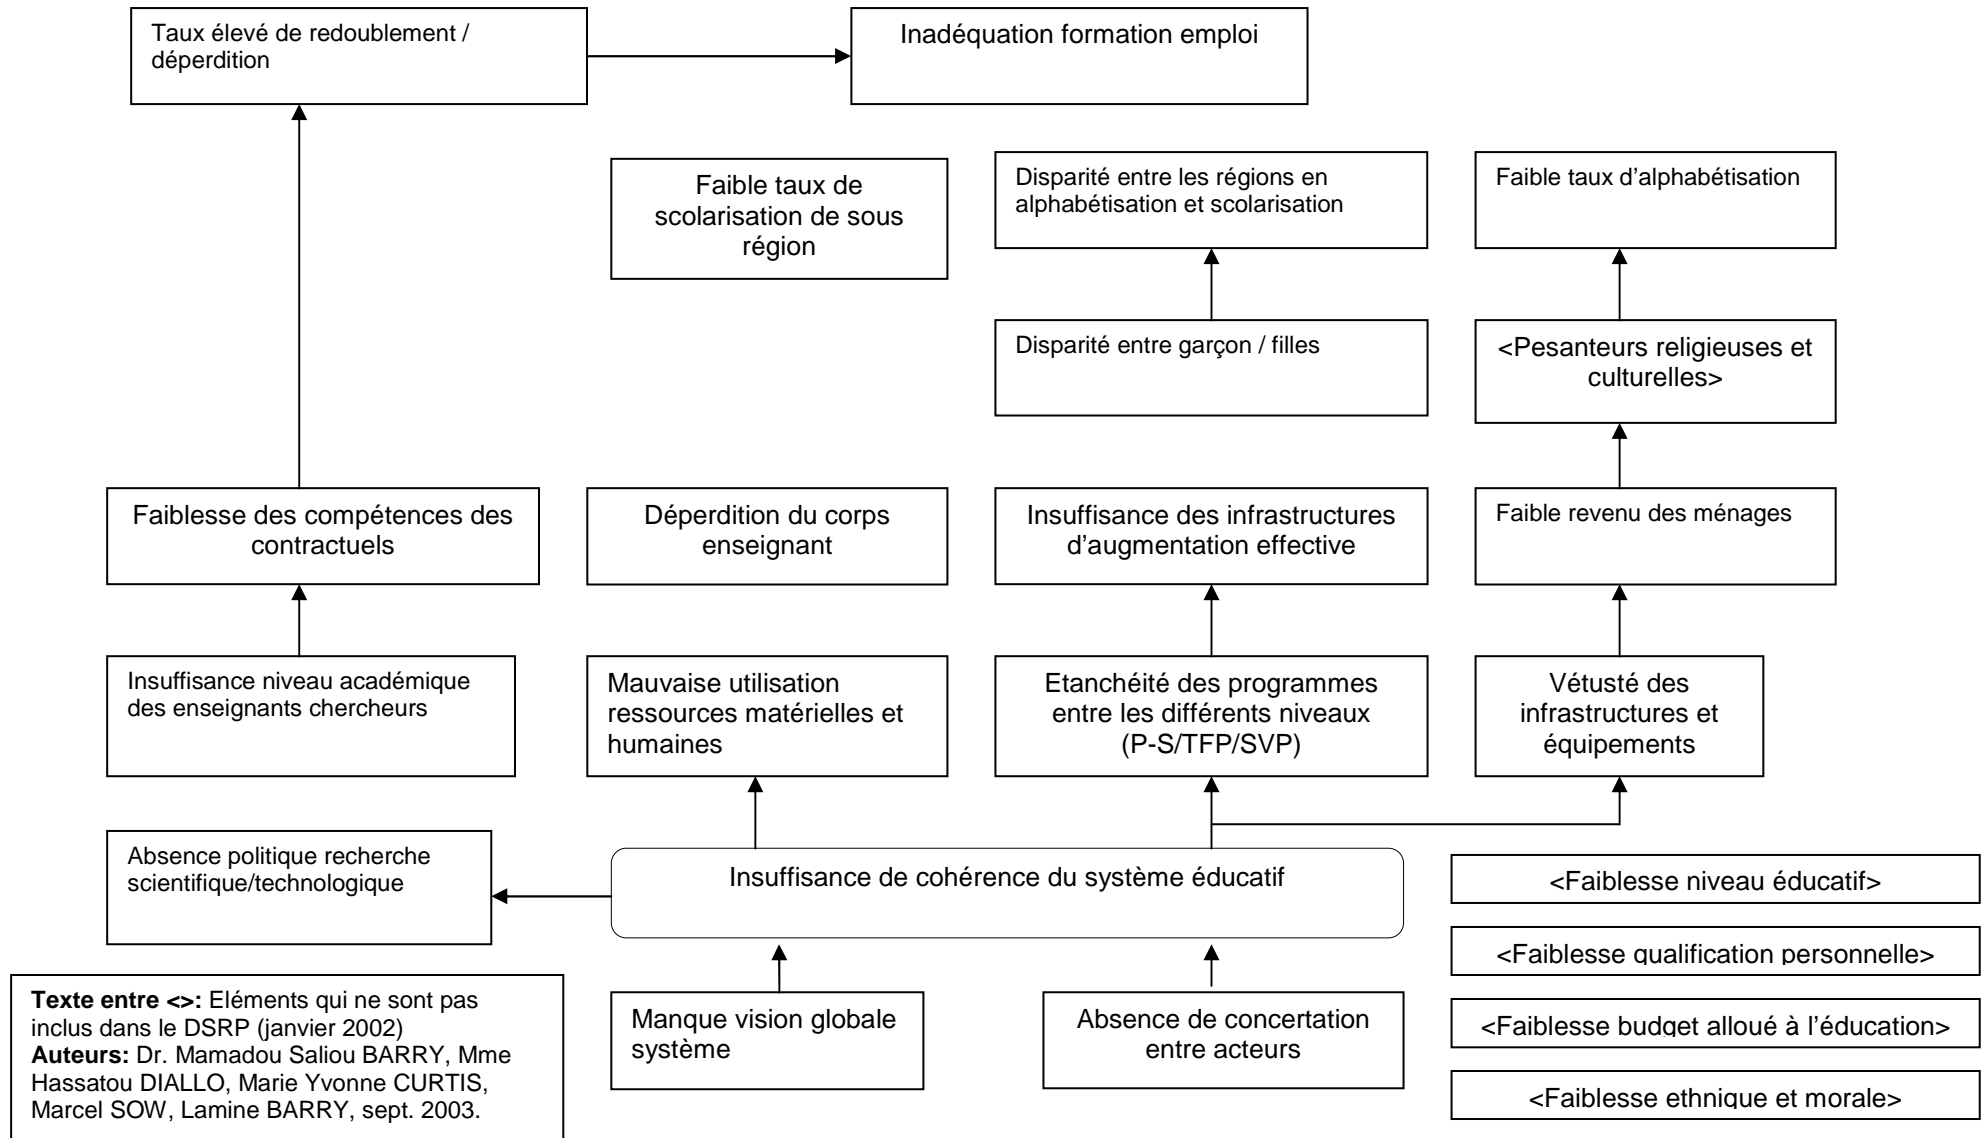 Taux élevé de redoublement /
déperdition
Inadéquation formation emploi
Faible taux de
scolarisation de sous
région
Disparité entre les régions en
alphabétisation et scolarisation
Faible taux d’alphabétisation
Disparité entre garçon / filles
<Pesanteurs religieuses et
culturelles>
Faiblesse des compétences des
contractuels
Déperdition du corps
enseignant
Insuffisance des infrastructures
d’augmentation effective
Faible revenu des ménages
Insuffisance niveau académique
des enseignants chercheurs
Mauvaise utilisation
ressources matérielles et
humaines
Etanchéité des programmes
entre les différents niveaux
(P-S/TFP/SVP)
Vétusté des
infrastructures et
équipements
Absence politique recherche
scientifique/technologique
Insuffisance de cohérence du système éducatif
<Faiblesse niveau éducatif>
<Faiblesse qualification personnelle>
<Faiblesse budget alloué à l’éducation>
<Faiblesse ethnique et morale>
Manque vision globale
système
Absence de concertation
entre acteurs
Texte entre <>: Eléments qui ne sont pas
inclus dans le DSRP (janvier 2002)
Auteurs: Dr. Mamadou Saliou BARRY, Mme
Hassatou DIALLO, Marie Yvonne CURTIS,
Marcel SOW, Lamine BARRY, sept. 2003.